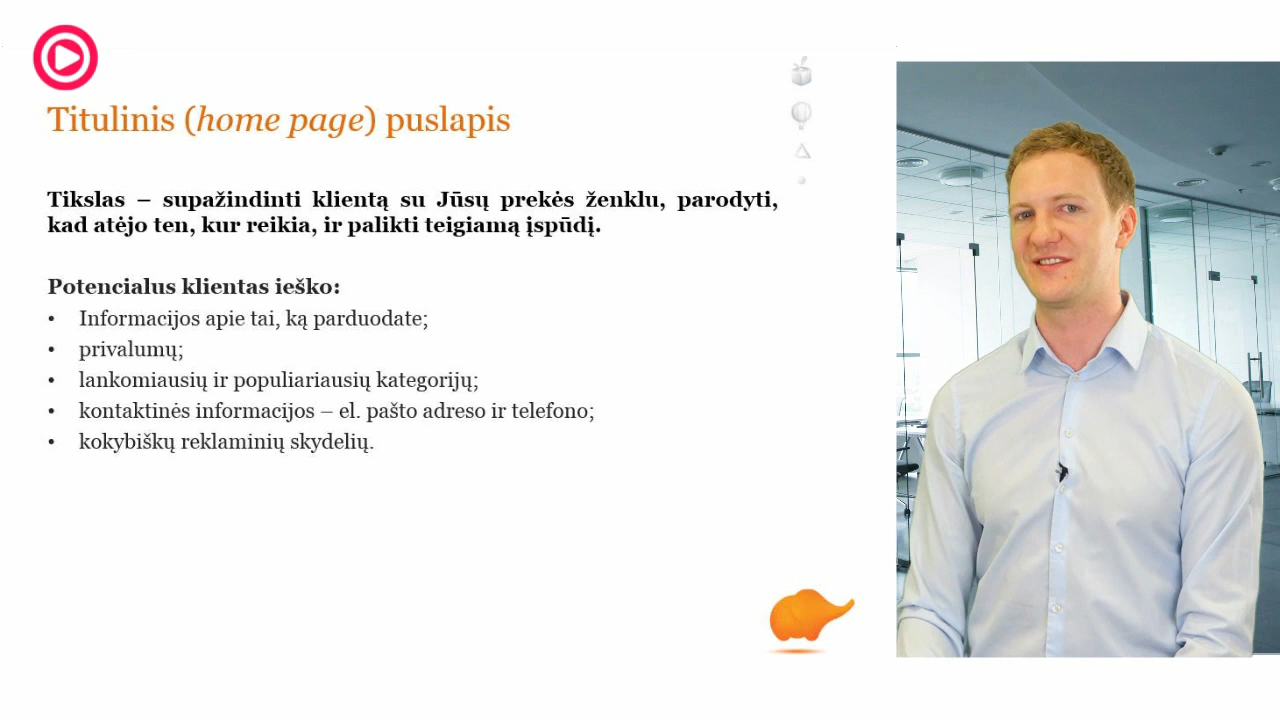 Titulinis (home page) puslapis
Tikslas – supažindinti klientą su Jūsų prekės ženklu, parodyti,
kad atėjo ten, kur reikia, ir palikti teigiamą įspūdį.
Potencialus klientas ieško:
• Informacijos apie tai, ką parduodate;
• privalumų;
• lankomiausių ir populiariausių kategorijų;
• kontaktinės informacijos – el. pašto adreso ir telefono;
• kokybiškų reklaminių skydelių.